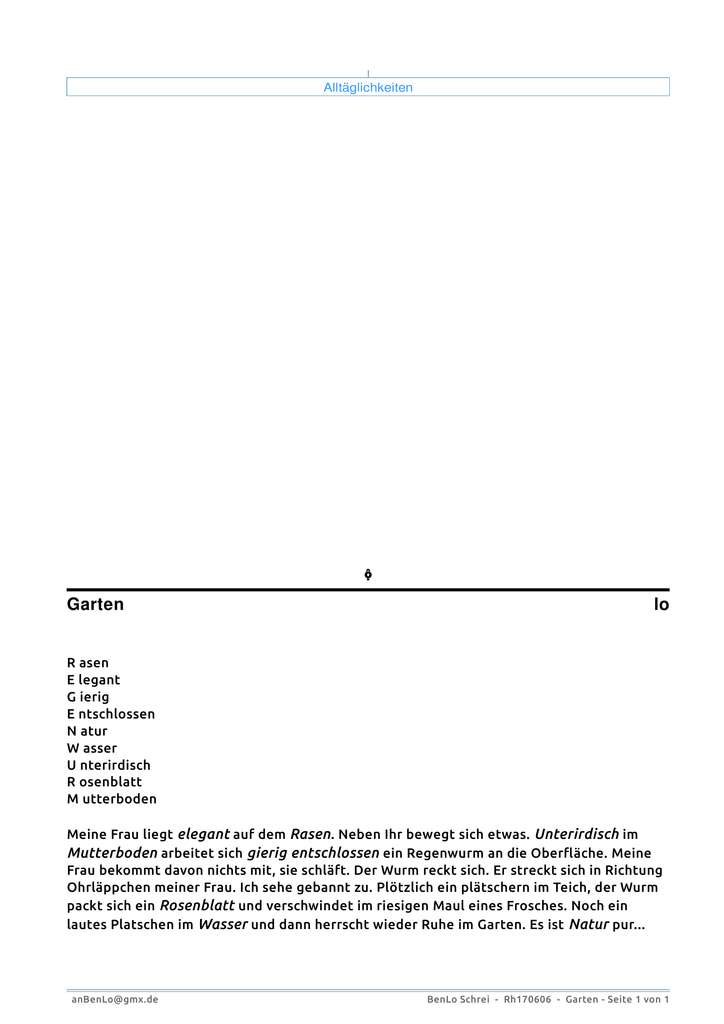 Alltäglichkeiten
Garten lo
R asen
E legant
G ierig
E ntschlossen
N atur
W asser
U nterirdisch
R osenblatt
M utterboden
Meine Frau liegt elegant auf dem Rasen. Neben Ihr bewegt sich etwas. Unterirdisch im
Mutterboden arbeitet sich gierig entschlossen ein Regenwurm an die Oberfläche. Meine
Frau bekommt davon nichts mit, sie schläft. Der Wurm reckt sich. Er streckt sich in Richtung
Ohrläppchen meiner Frau. Ich sehe gebannt zu. Plötzlich ein plätschern im Teich, der Wurm
packt sich ein Rosenblatt und verschwindet im riesigen Maul eines Frosches. Noch ein
lautes Platschen im Wasser und dann herrscht wieder Ruhe im Garten. Es ist Natur pur...
anBenLo@gmx.de BenLo Schrei - Rh170606 - Garten - Seite 1 von 1